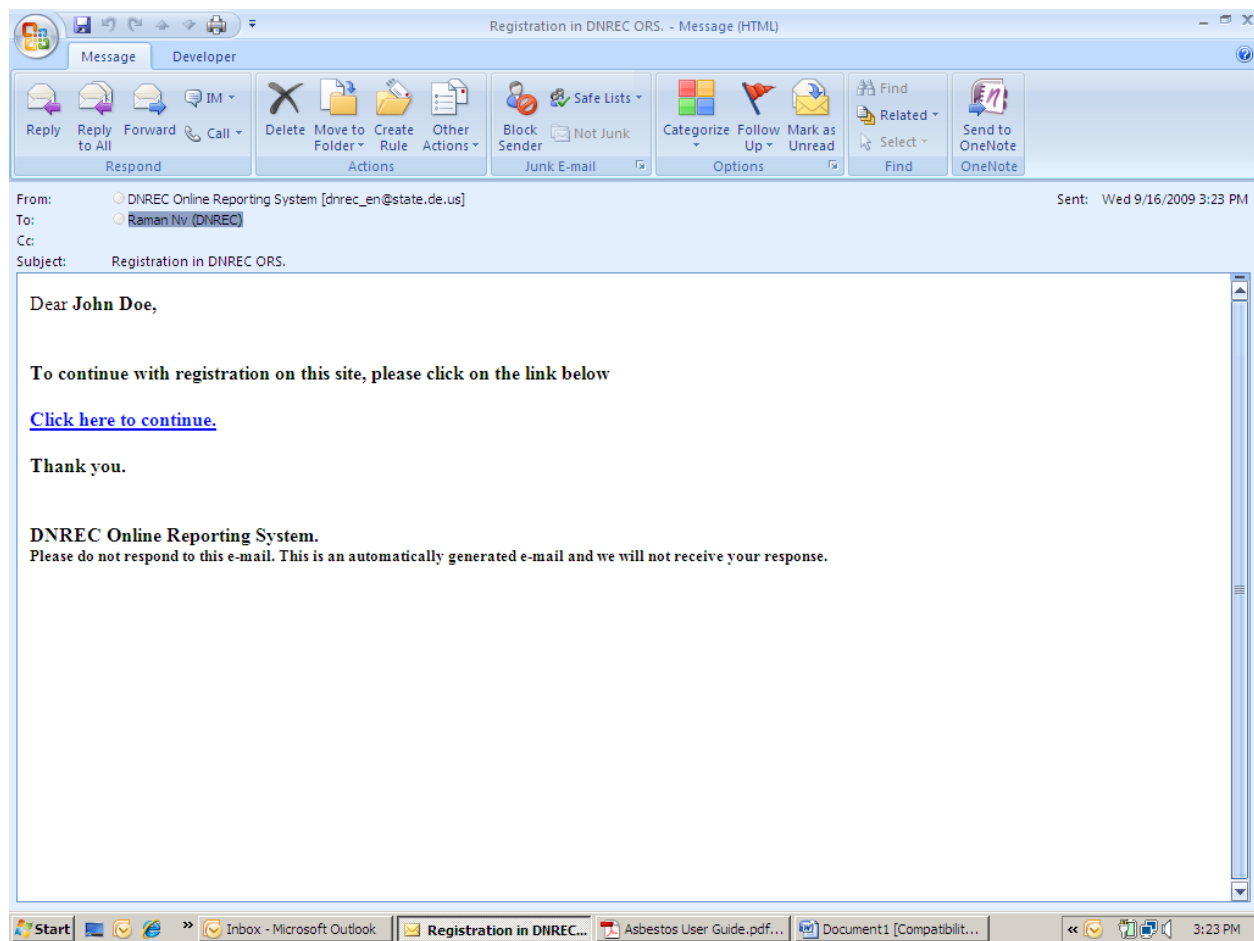 Registration in DNREC ORS. - Message (HTML)
Message Developer
Reply
Reply to All
Forward
IM
Call
Respond
Delete
Move to Folder
Create Rule
Other Actions
Actions
Block Sender
Safe Lists
Not Junk
Junk E-mail
Categorize
Follow Up
Mark as Unread
Options
Find
Related
Select
Find
Send to OneNote
OneNote
From: DNREC Online Reporting System [dnrec_en@state.de.us] Sent: Wed 9/16/2009 3:23 PM
To: Raman Nv (DNREC)
Cc:
Subject: Registration in DNREC ORS.
Dear John Doe,
To continue with registration on this site, please click on the link below
Click here to continue.
Thank you.
DNREC Online Reporting System.
Please do not respond to this e-mail. This is an automatically generated e-mail and we will not receive your response.
Start » Inbox - Microsoft Outlook Registration in DNREC... Asbestos User Guide.pdf... Document1 [Compatibilit... « 3:23 PM